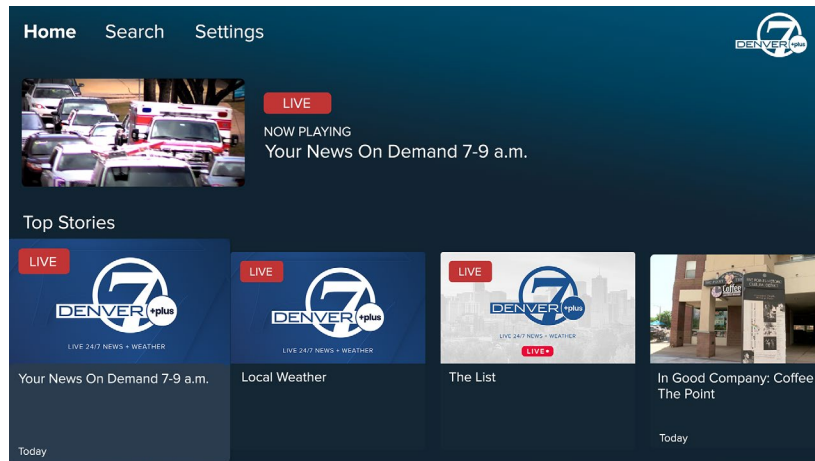 Home Search Settings
7
DENVER +plus
LIVE
NOW PLAYING
Your News On Demand 7-9 a.m.
Top Stories
LIVE
7
DENVER +plus
LIVE 24/7 NEWS + WEATHER
Your News On Demand 7-9 a.m.
Today
LIVE
7
DENVER +plus
LIVE 24/7 NEWS + WEATHER
Local Weather
LIVE
7
DENVER +plus
LIVE 24/7 NEWS + WEATHER
LIVE
The List
Coffee
In Good Company: Coffee
The Point
Today